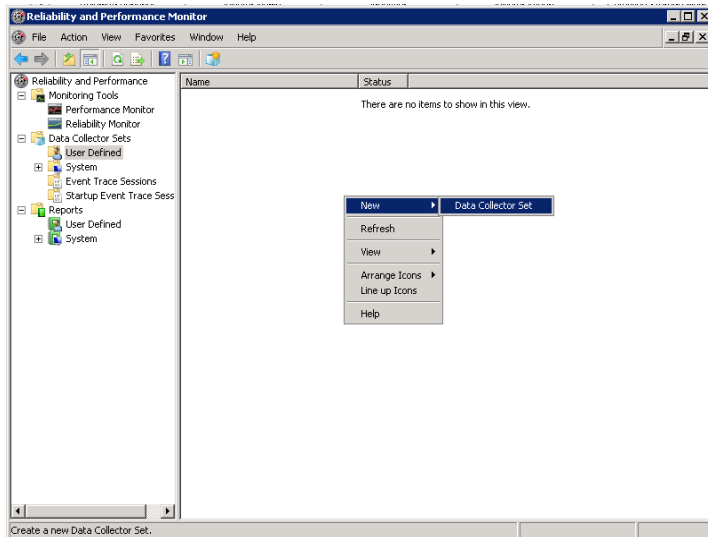 Reliability and Performance Monitor
File Action View Favorites Window Help
Reliability and Performance
Monitoring Tools
Performance Monitor
Reliability Monitor
Data Collector Sets
User Defined
System
Event Trace Sessions
Startup Event Trace Sess
Reports
User Defined
System
Name Status
There are no items to show in this view.
New Data Collector Set
Refresh
View
Arrange Icons
Line up Icons
Help
Create a new Data Collector Set.